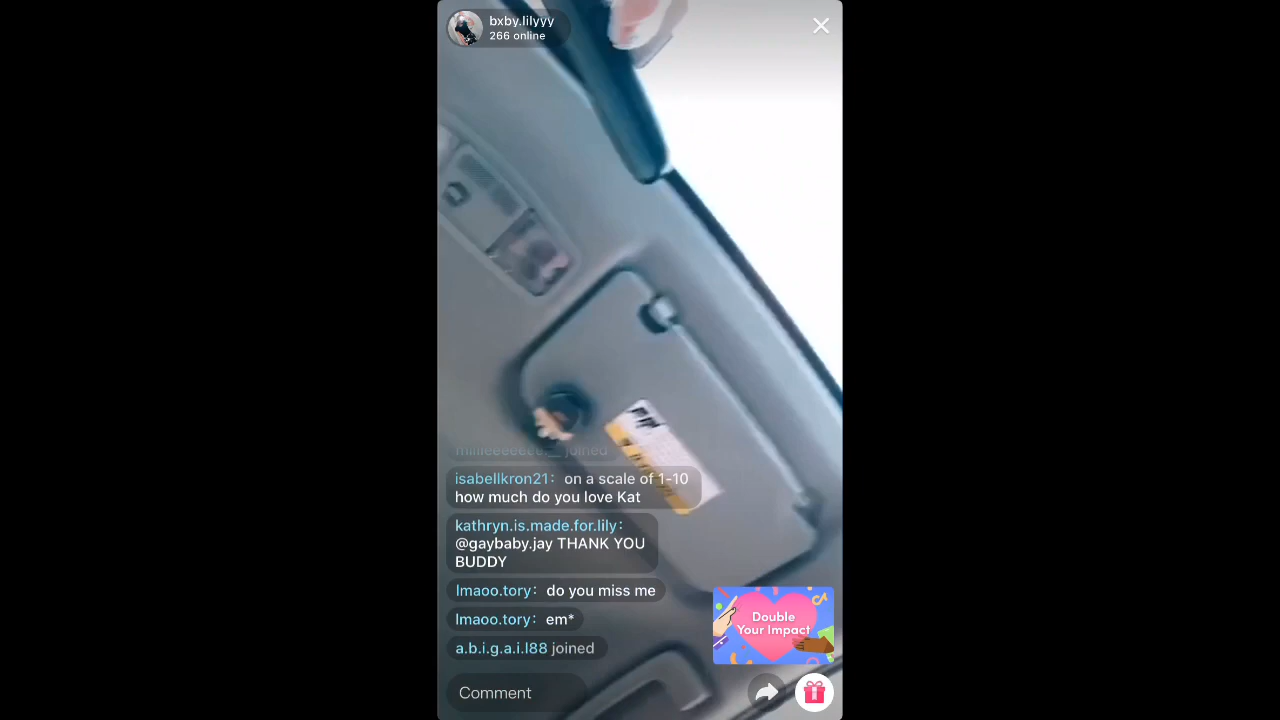 bxby.lilyyy
266 online
isabellkron21: on a scale of 1-10
how much do you love Kat
kathryn.is.made.for.lily:
@gaybaby.jay THANK YOU
BUDDY
lmaoo.tory: do you miss me
lmaoo.tory: em*
a.b.i.g.a.i.l88 joined
Double
Your Impact
Comment